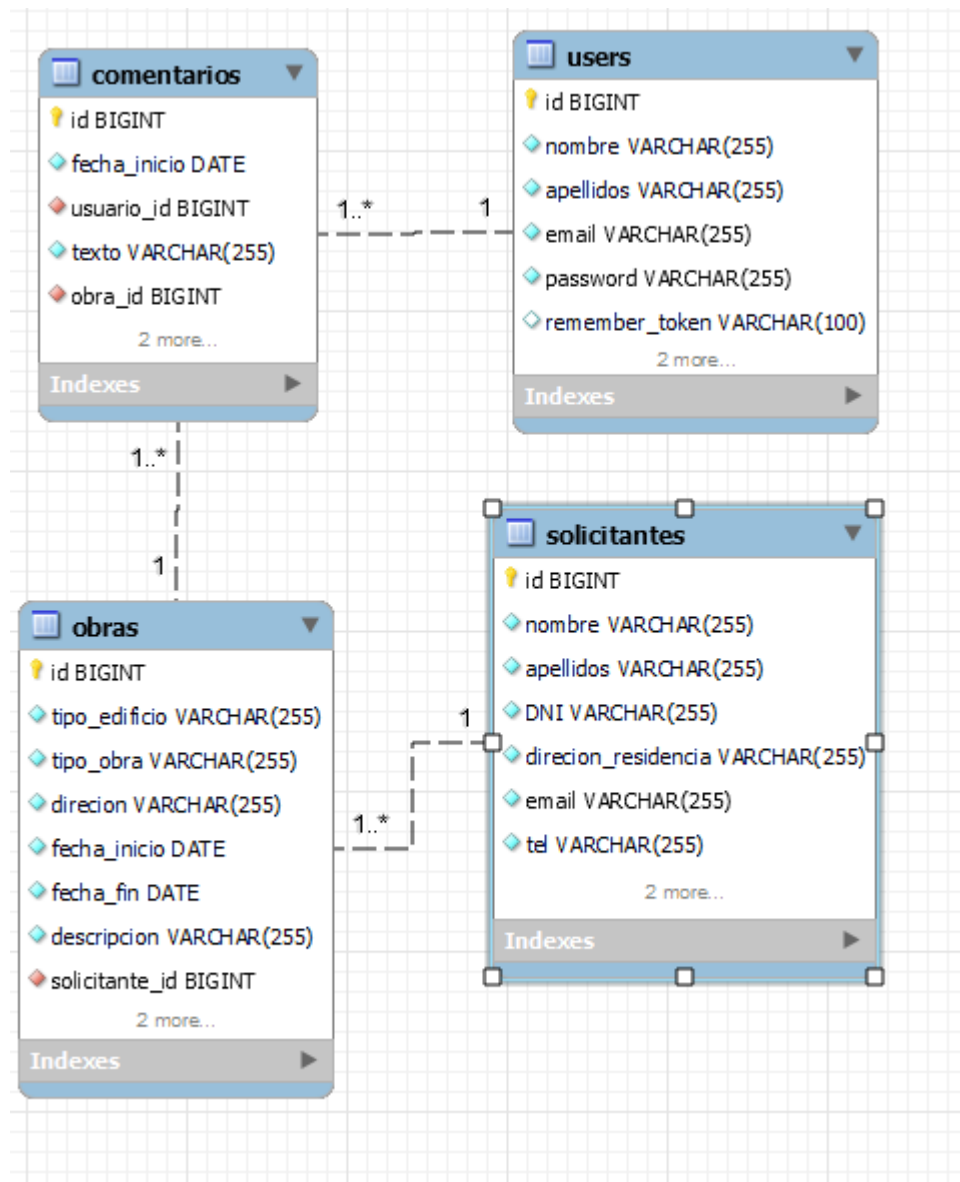 comentarios
id BIGINT
fecha_inicio DATE
usuario_id BIGINT
texto VARCHAR(255)
obra_id BIGINT
2 more...
Indexes
1..*
1
users
id BIGINT
nombre VARCHAR(255)
apellidos VARCHAR(255)
email VARCHAR(255)
password VARCHAR(255)
remember_token VARCHAR(100)
2 more...
Indexes
1..*
1
obras
id BIGINT
tipo_edificio VARCHAR(255)
tipo_obra VARCHAR(255)
direcion VARCHAR(255)
fecha_inicio DATE
fecha_fin DATE
descripcion VARCHAR(255)
solicitante_id BIGINT
2 more...
Indexes
1..*
1
solicitantes
id BIGINT
nombre VARCHAR(255)
apellidos VARCHAR(255)
DNI VARCHAR(255)
direcion_residencia VARCHAR(255)
email VARCHAR(255)
tel VARCHAR(255)
2 more...
Indexes